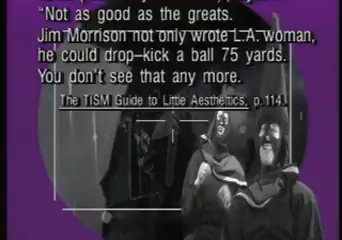 "Not as good as the greats.
Jim Morrison not only wrote L.A. woman,
he could drop-kick a ball 75 yards.
You don't see that any more.
The TISM Guide to Little Aestheltics, p.114.